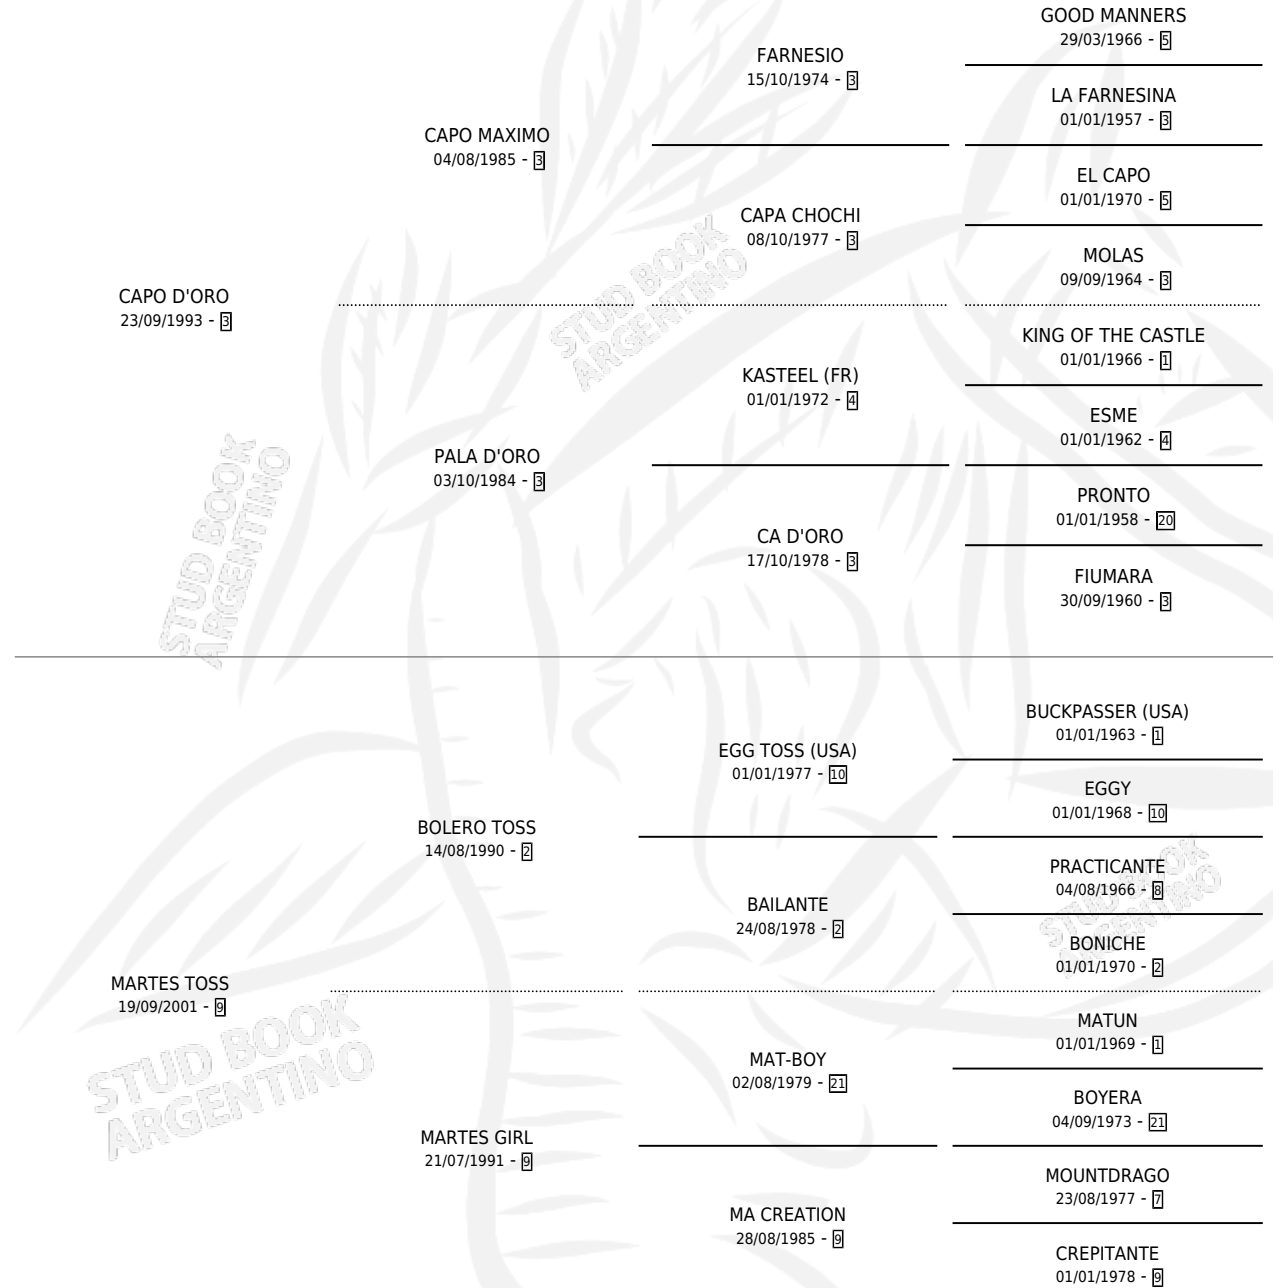 GOOD MANNERS
29/03/1966 - 5
FARNESIO
15/10/1974 - 3
LA FARNESINA
01/01/1957 - 3
CAPO MAXIMO
04/08/1985 - 3
EL CAPO
01/01/1970 - 5
CAPA CHOCHI
08/10/1977 - 3
MOLAS
09/09/1964 - 3
CAPO D'ORO
23/09/1993 - 3
KING OF THE CASTLE
01/01/1966 - 1
KASTEEL (FR)
01/01/1972 - 4
ESME
01/01/1962 - 4
PALA D'ORO
03/10/1984 - 3
PRONTO
01/01/1958 - 20
CA D'ORO
17/10/1978 - 3
FIUMARA
30/09/1960 - 3
STUD BOOK
ARGENTINO
STUD BOOK
ARGENTINO
BUCKPASSER (USA)
01/01/1963 - 1
EGG TOSS (USA)
01/01/1977 - 10
EGGY
01/01/1968 - 10
BOLERO TOSS
14/08/1990 - 2
PRACTICANTE
04/08/1966 - 8
BAILANTE
24/08/1978 - 2
BONICHE
01/01/1970 - 2
MARTES TOSS
19/09/2001 - 9
MATUN
01/01/1969 - 1
MAT-BOY
02/08/1979 - 21
BOYERA
04/09/1973 - 21
MARTES GIRL
21/07/1991 - 9
MOUNTDRAGO
23/08/1977 - 7
MA CREATION
28/08/1985 - 9
CREPITANTE
01/01/1978 - 9
STUD BOOK
ARGENTINO
STUD BOOK
ARGENTINO